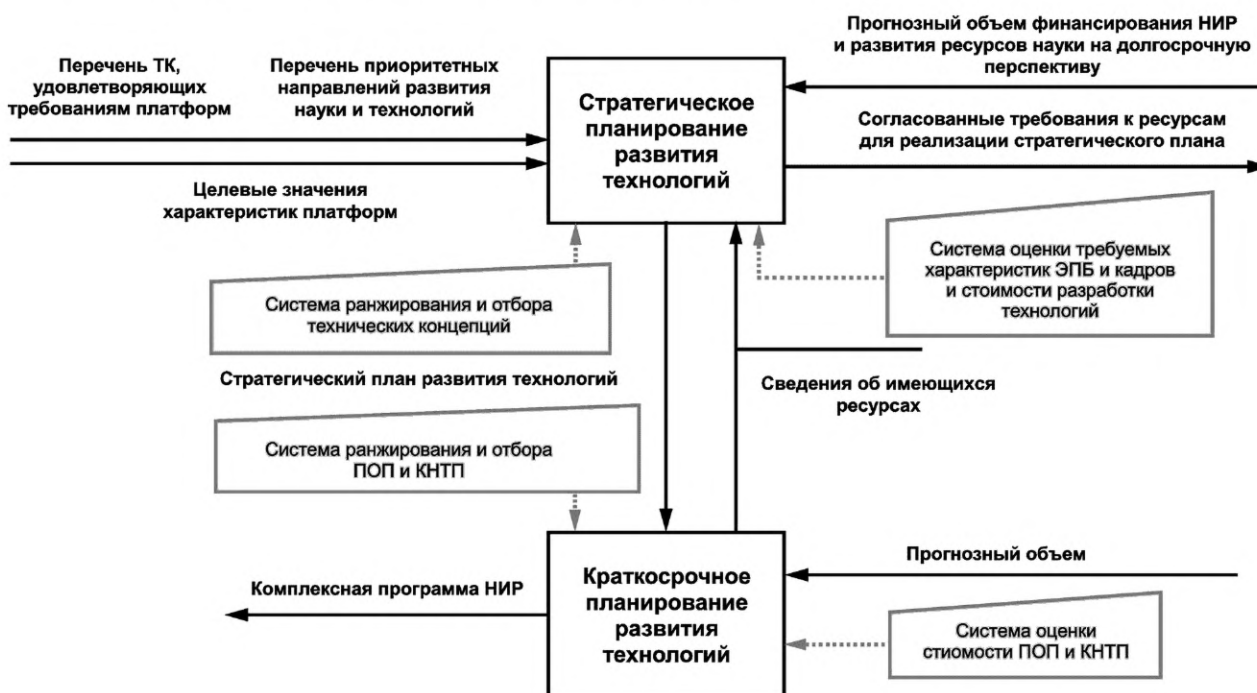 Перечень ТК,
удовлетворяющих
требованиям платформ
Перечень приоритетных
направлений развития
науки и технологий
Целевые значения
характеристик платформ
Стратегическое
планирование
развития
технологий
Прогнозный объем финансирования НИР
и развития ресурсов науки на долгосрочную
перспективу
Согласованные требования к ресурсам
для реализации стратегического плана
Система ранжирования и отбора
технических концепций
Система оценки требуемых
характеристик ЭПБ и кадров
и стоимости разработки
технологий
Стратегический план развития технологий
Сведения об имеющихся
ресурсах
Система ранжирования и отбора
ПОП и КНТП
Комплексная программа НИР
Краткосрочное
планирование
развития
технологий
Прогнозный объем
Система оценки
стиомости ПОП и КНТП